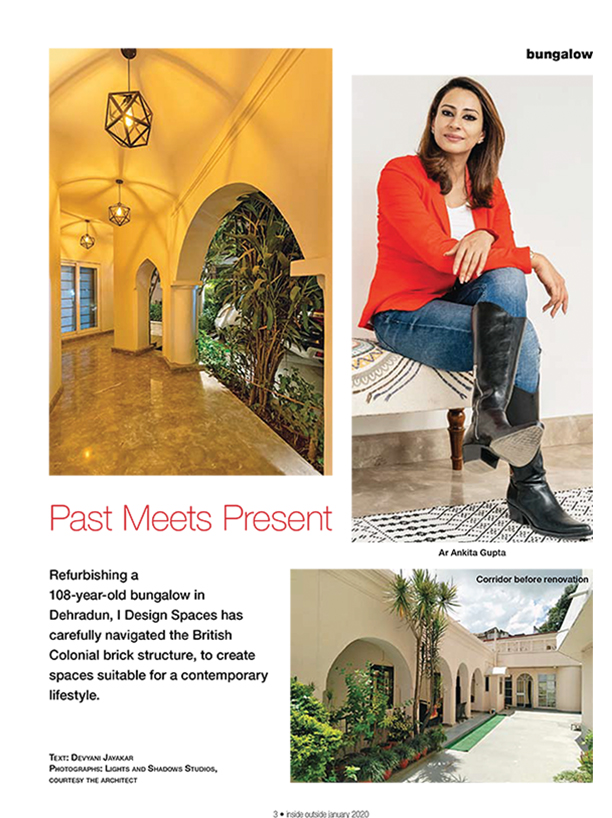 bungalow
Past Meets Present
Ar Ankita Gupta
Refurbishing a
108-year-old bungalow in
Dehradun, I Design Spaces has
carefully navigated the British
Colonial brick structure, to create
spaces suitable for a contemporary
lifestyle.
Corridor before renovation
Text: Devyani Jayakar
Photographs: Lights and Shadows Studios,
courtesy the architect
3 • inside outside january 2020